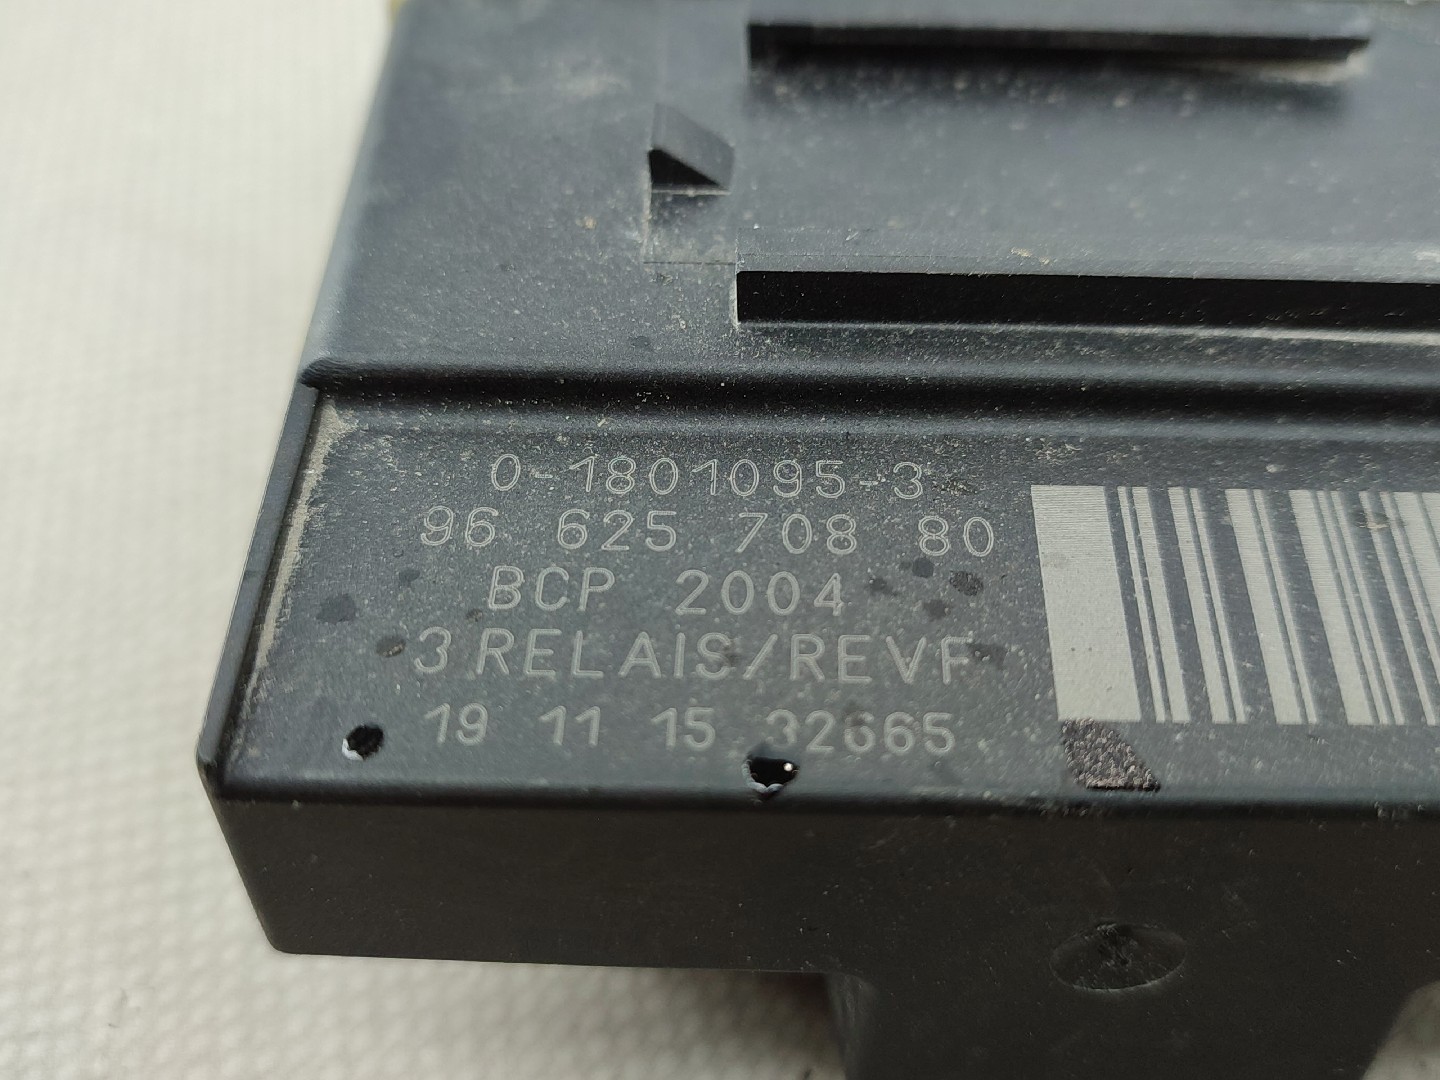 0-1801095-3
96 625 708 80
BCP 2004
3 RELAIS/REVF
19 11 15 32665